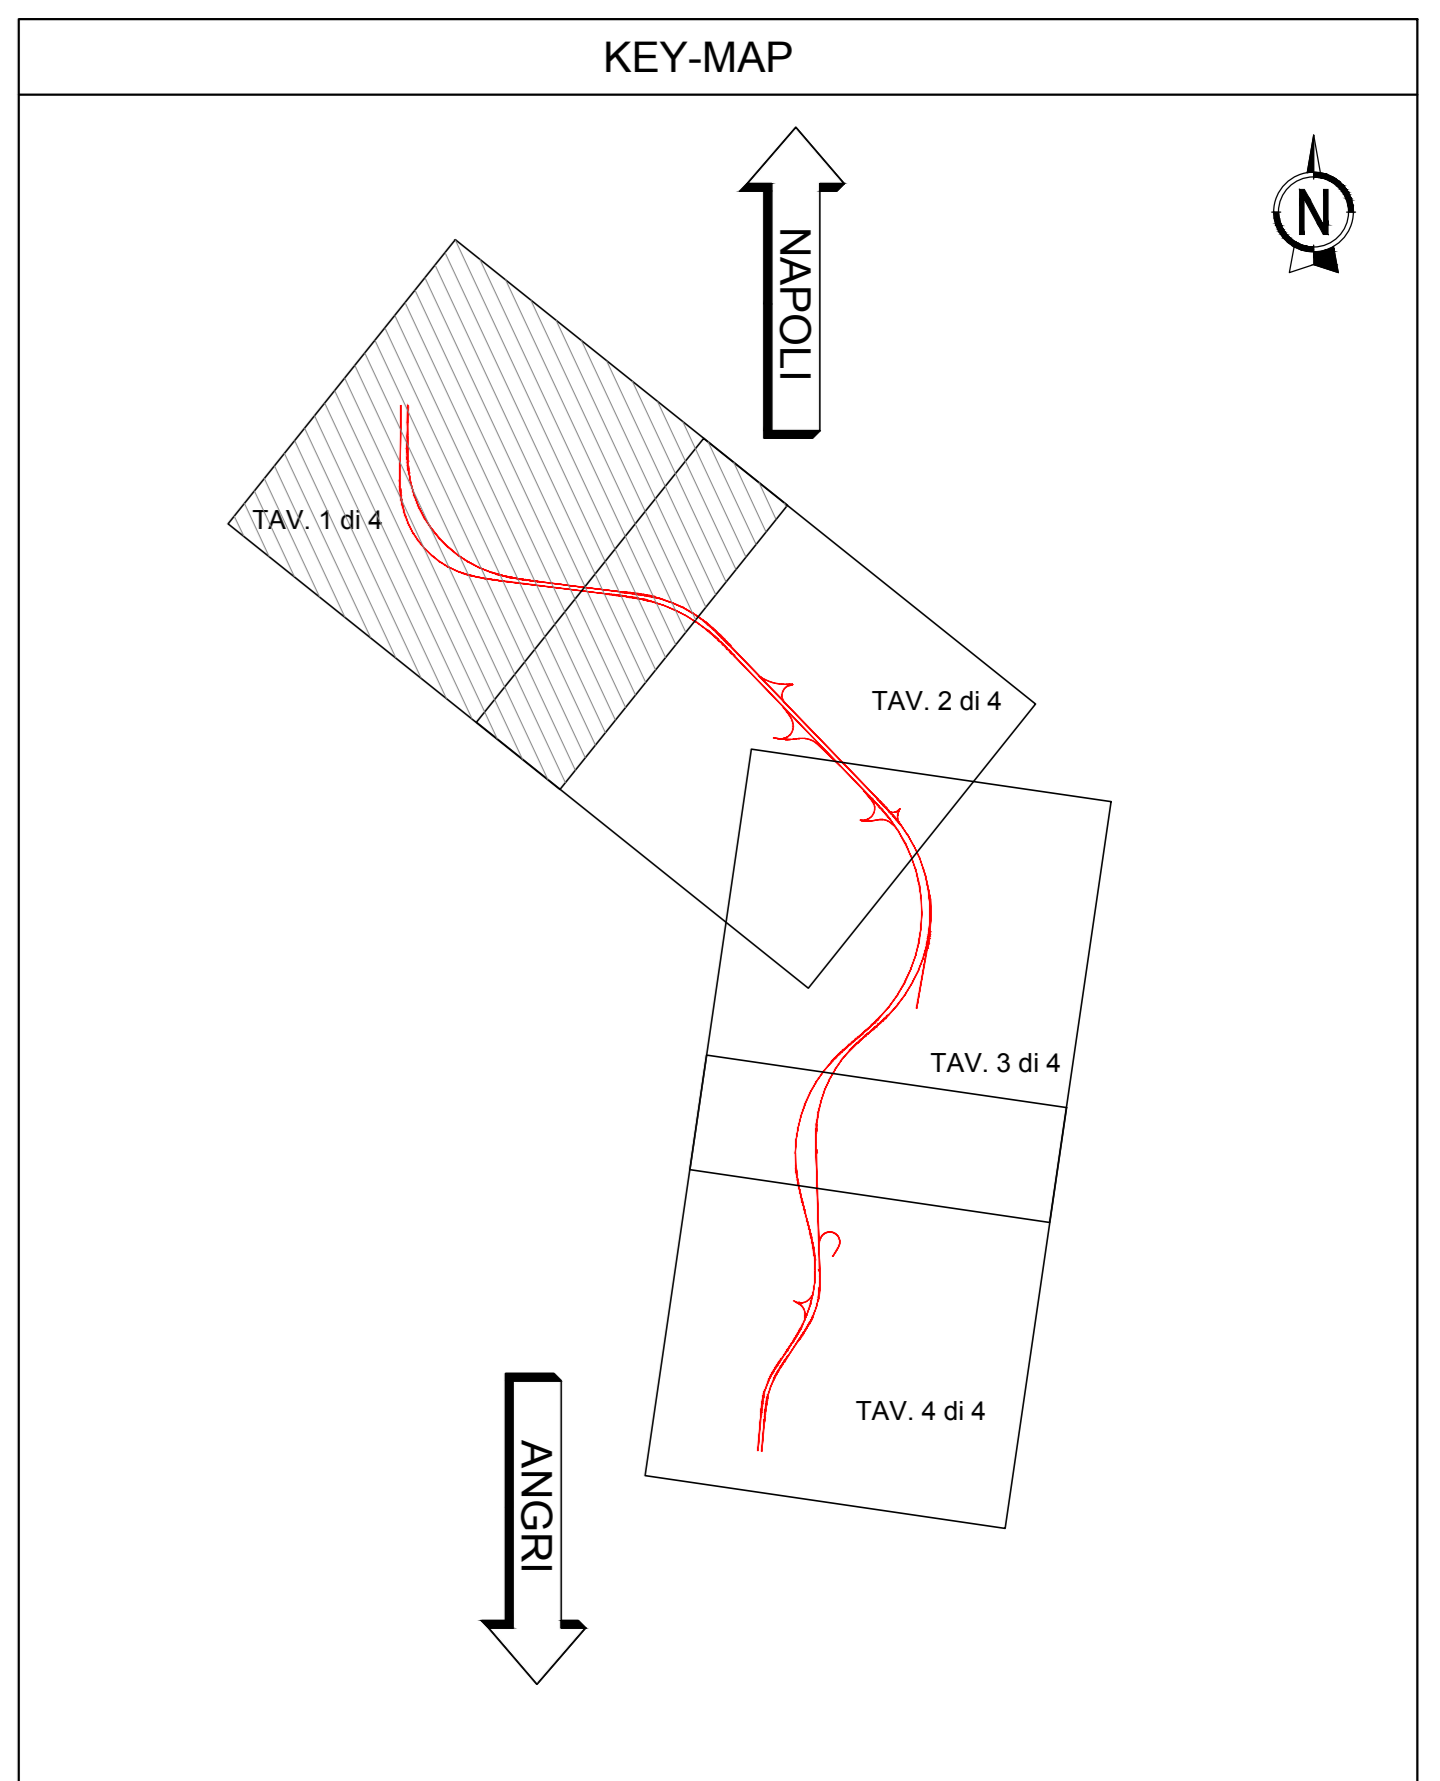 KEY-MAP
N
NAPOLI
TAV. 1 di 4
TAV. 2 di 4
TAV. 3 di 4
TAV. 4 di 4
ANGRI